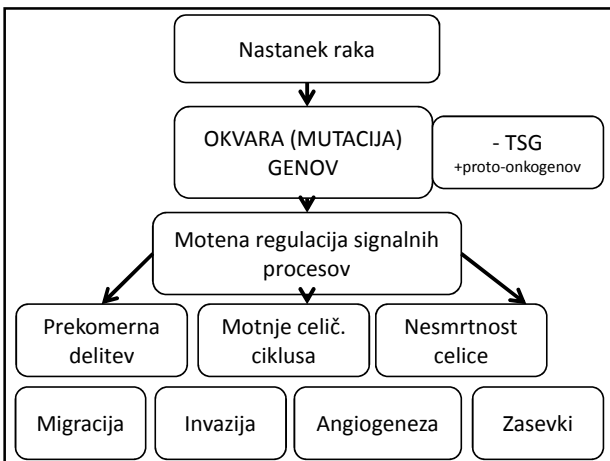 Nastanek raka
OKVARA (MUTACIJA)
GENOV
- TSG
+proto-onkogenov
Motena regulacija signalnih
procesov
Prekomerna
delitev
Motnje celič.
ciklusa
Nesmrtnost
celice
Migracija
Invazija
Angiogeneza
Zasevki